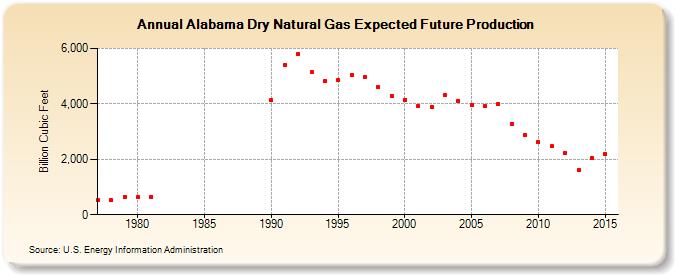 Annual Alabama Dry Natural Gas Expected Future Production
Billion Cubic Feet
6,000
4,000
2,000
0
1980 1985 1990 1995 2000 2005 2010 2015
Source: U.S. Energy Information Administration